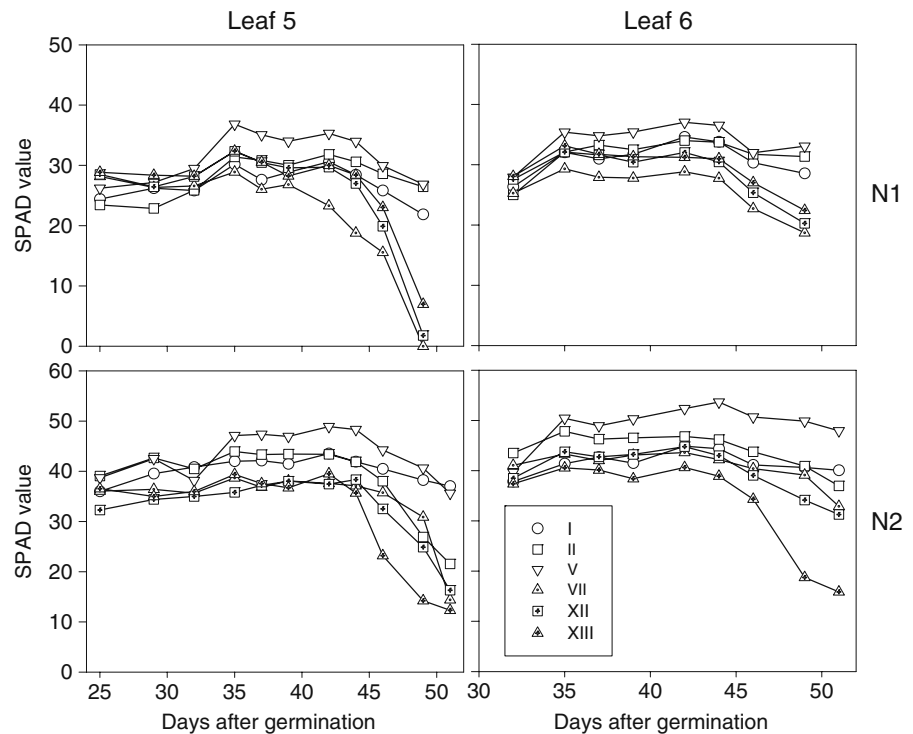 Leaf 5
Leaf 6
50
40
30
20
10
0
SPAD value
N1
60
50
40
30
20
10
0
SPAD value
N2
I
II
V
VII
XII
XIII
25 30 35 40 45 50
30 35 40 45 50
Days after germination
Days after germination